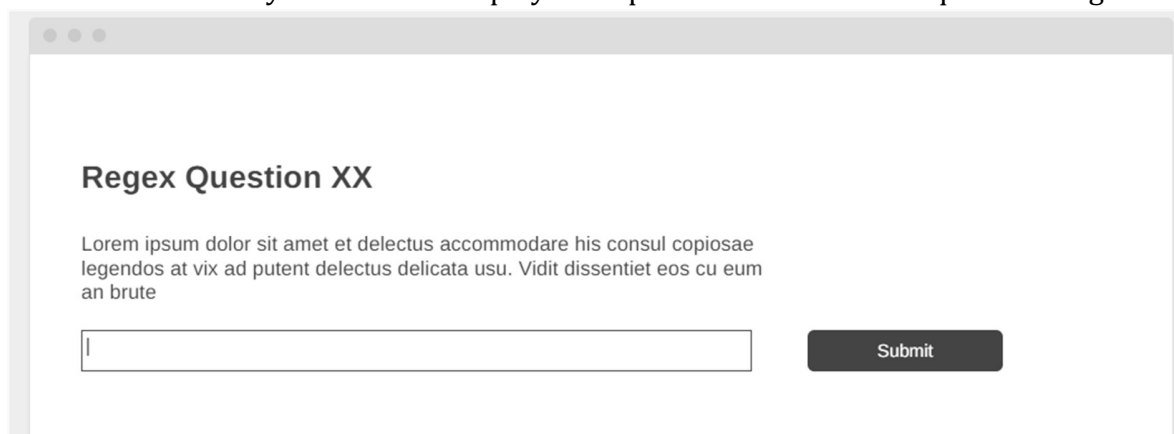 Regex Question XX
Lorem ipsum dolor sit amet et delectus accommodare his consul copiosae
legendos at vix ad putent delectus delicata usu. Vidit dissentiet eos cu eum
an brute
Submit